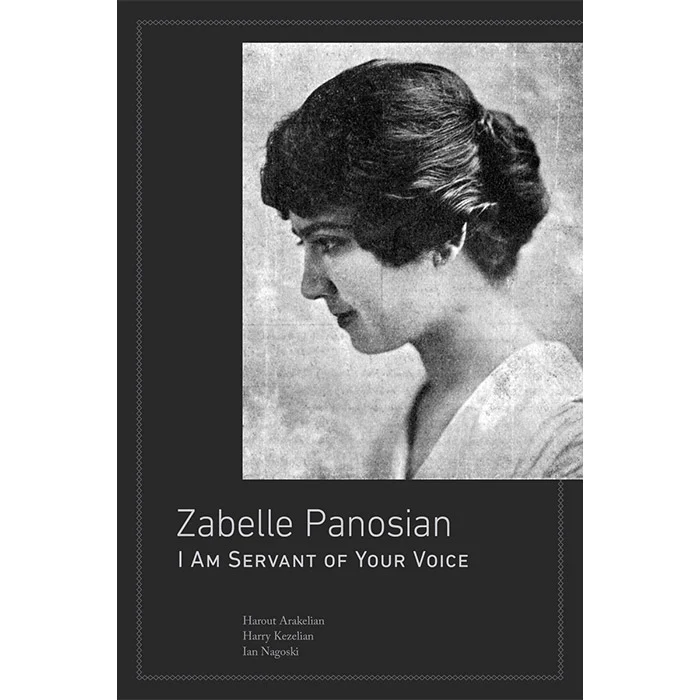 Zabelle Panosian
I Am Servant of Your Voice
Harout Arakelian
Harry Kezelian
Ian Nagoski